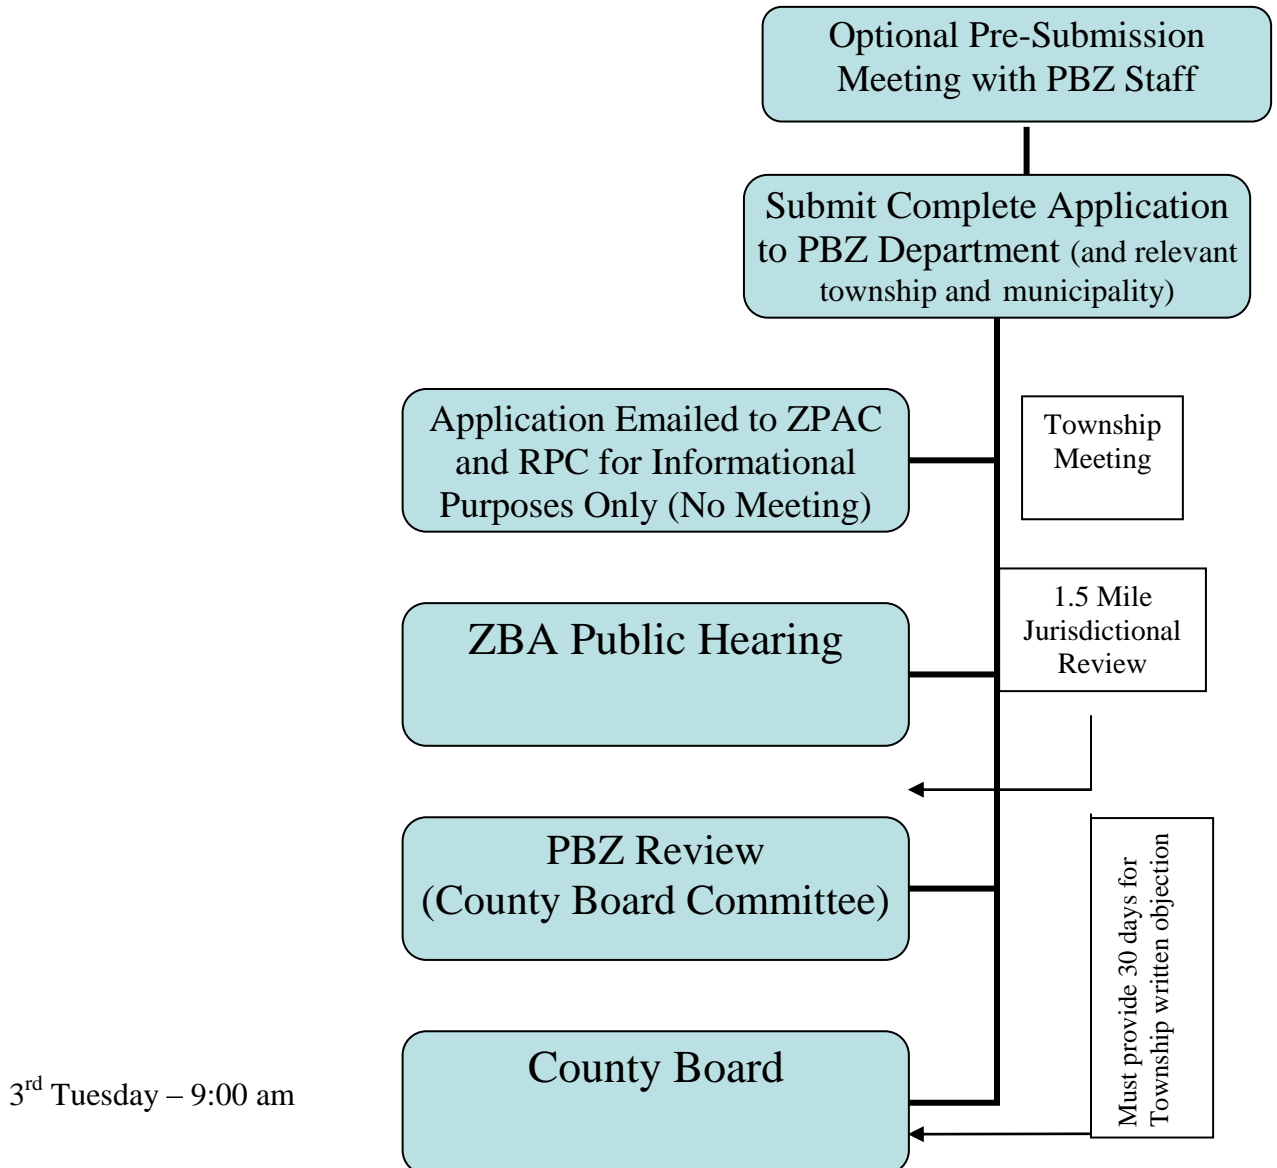 Optional Pre-Submission
Meeting with PBZ Staff
Submit Complete Application
to PBZ Department (and relevant
township and municipality)
Application Emailed to ZPAC
and RPC for Informational
Purposes Only (No Meeting)
Township
Meeting
ZBA Public Hearing
1.5 Mile
Jurisdictional
Review
PBZ Review
(County Board Committee)
Must provide 30 days for
Township written objection
County Board
3rd Tuesday – 9:00 am